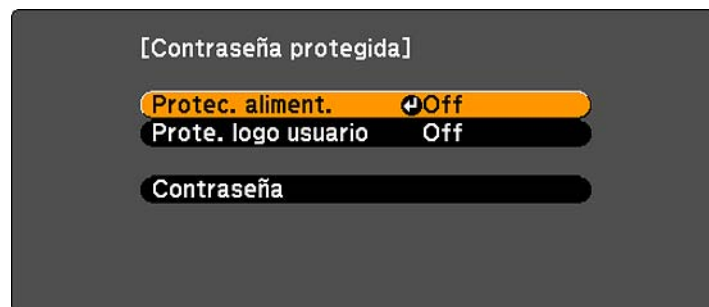 [Contraseña protegida]
Protec. aliment. Off
Prote. logo usuario Off
Contraseña